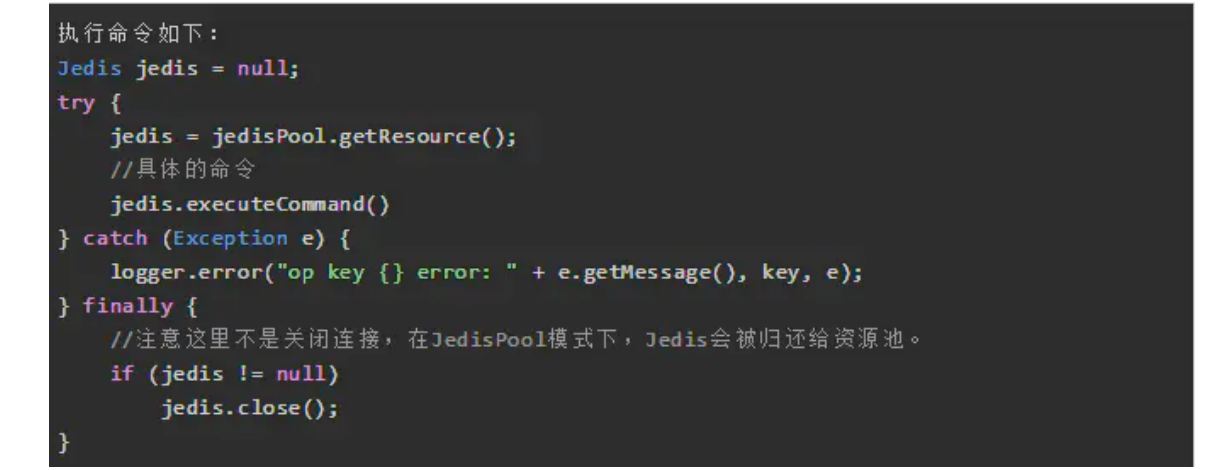 执行命令如下：
Jedis jedis = null;
try {
    jedis = jedisPool.getResource();
    //具体的命令
    jedis.executeCommand()
} catch (Exception e) {
    logger.error("op key {} error: " + e.getMessage(), key, e);
} finally {
    //注意这里不是关闭连接，在JedisPool模式下，Jedis会被归还给资源池。
    if (jedis != null)
        jedis.close();
}